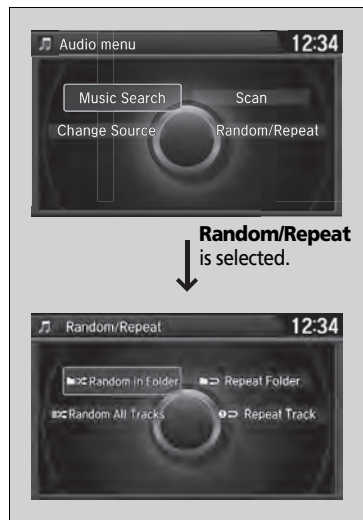 Audio menu 12:34
Music Search Scan
Change Source Random/Repeat
Random/Repeat
is selected.
Random/Repeat 12:34
Random in Folder Repeat Folder
Random All Tracks Repeat Track